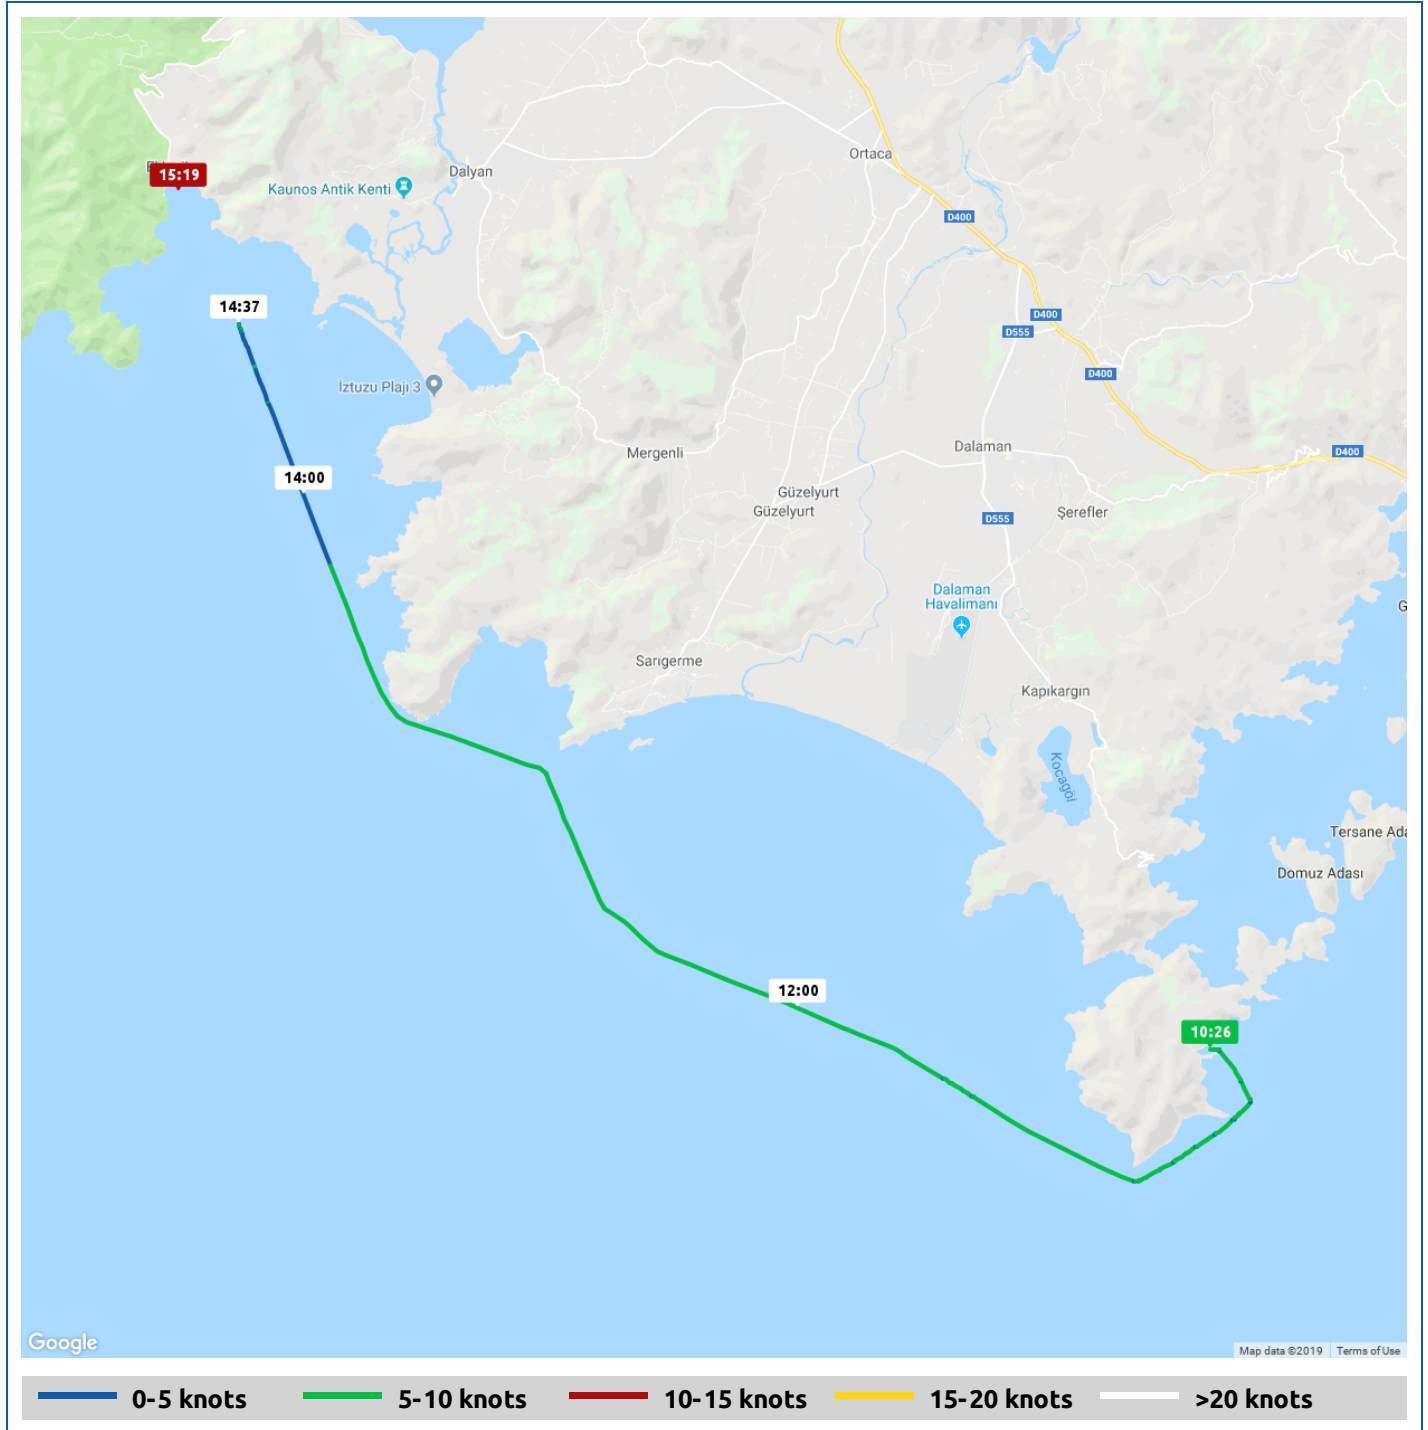 Ortaca
15:19
Dalyan
Kaunos Antik Kenti
D400
14:37
D400
D555
D400
İztuzu Plajı 3
Dalaman
D400
Mergenli
14:00
Güzelyurt
Güzelyurt
Şerefler
D555
Dalaman
Havalimanı
G
Sarıgerme
Kapıkargın
Kocagöl
Tersane Ada
Domuz Adası
12:00
10:26
Google
Map data ©2019
Terms of Use
0-5 knots
5-10 knots
10-15 knots
15-20 knots
>20 knots